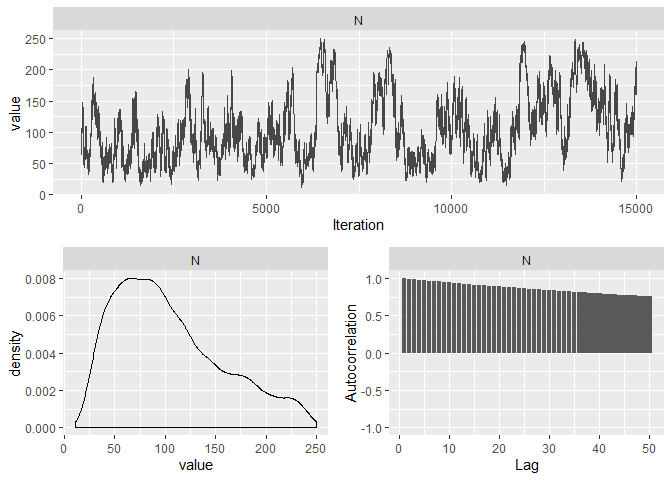 N
250
200
150
100
50
0
value
0 5000 10000 15000
Iteration
N
0.008
0.006
0.004
0.002
0.000
density
0 50 100 150 200 250
value
N
1.0
0.5
0.0
-0.5
-1.0
Autocorrelation
0 10 20 30 40 50
Lag